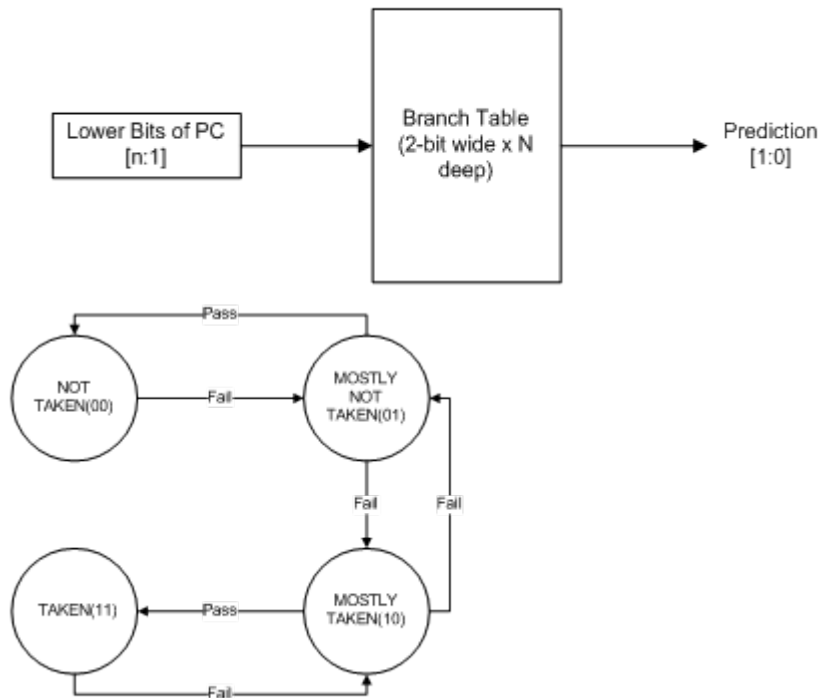 Lower Bits of PC
[n:1]
Branch Table
(2-bit wide x N
deep)
Prediction
[1:0]
Pass
NOT
TAKEN(00)
Fail
MOSTLY
NOT
TAKEN(01)
Fail
Fail
TAKEN(11)
Pass
MOSTLY
TAKEN(10)
Fail